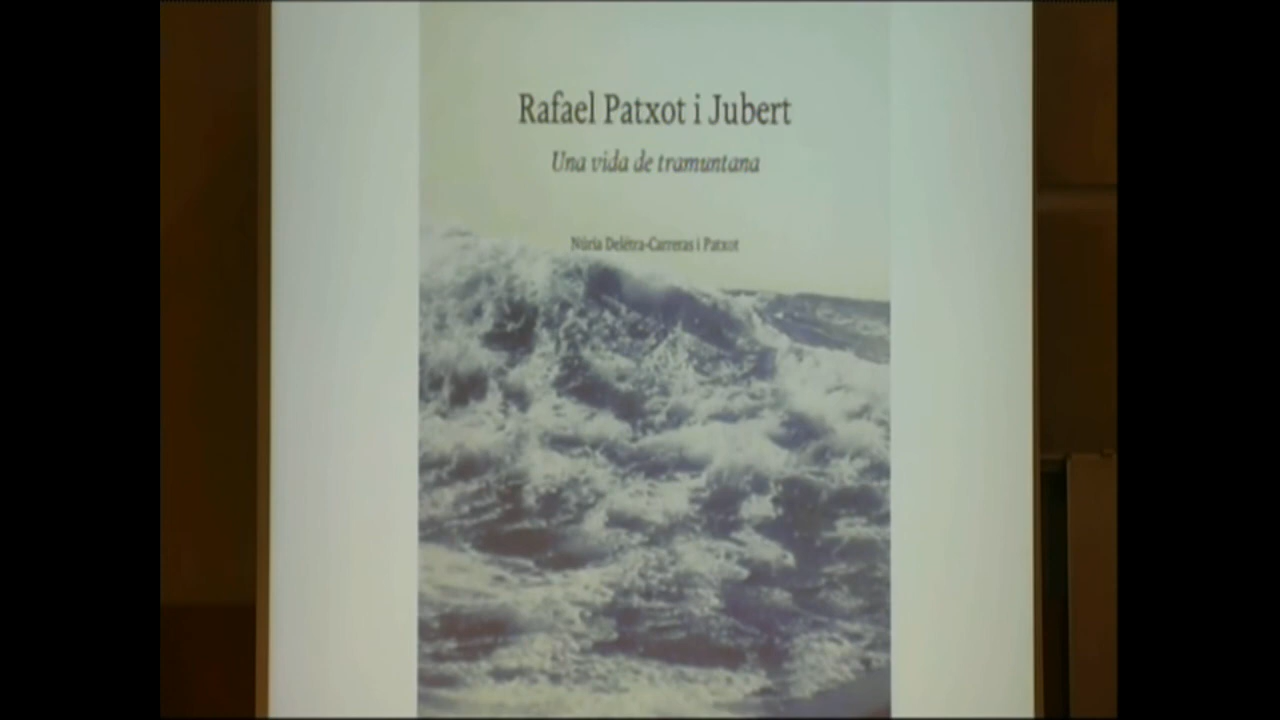 Rafael Patxot i Jubert
Una vida de tramuntana
Núria Delétra-Carreras i Patxot